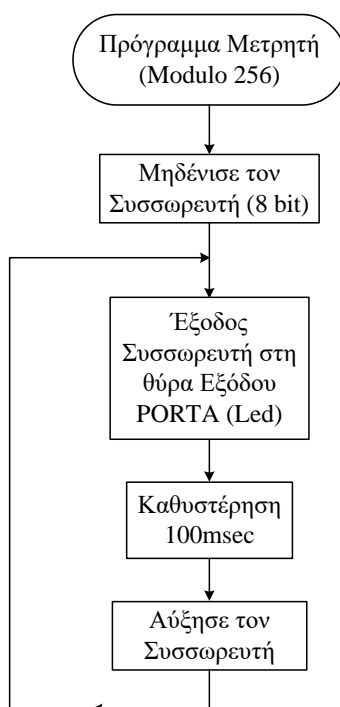 Πρόγραμμα Μετρητή
(Modulo 256)
Μηδένισε τον
Συσσωρευτή (8 bit)
Έξοδος
Συσσωρευτή στη
θύρα Εξόδου
PORTA (Led)
Καθυστέρηση
100msec
Αύξησε τον
Συσσωρευτή